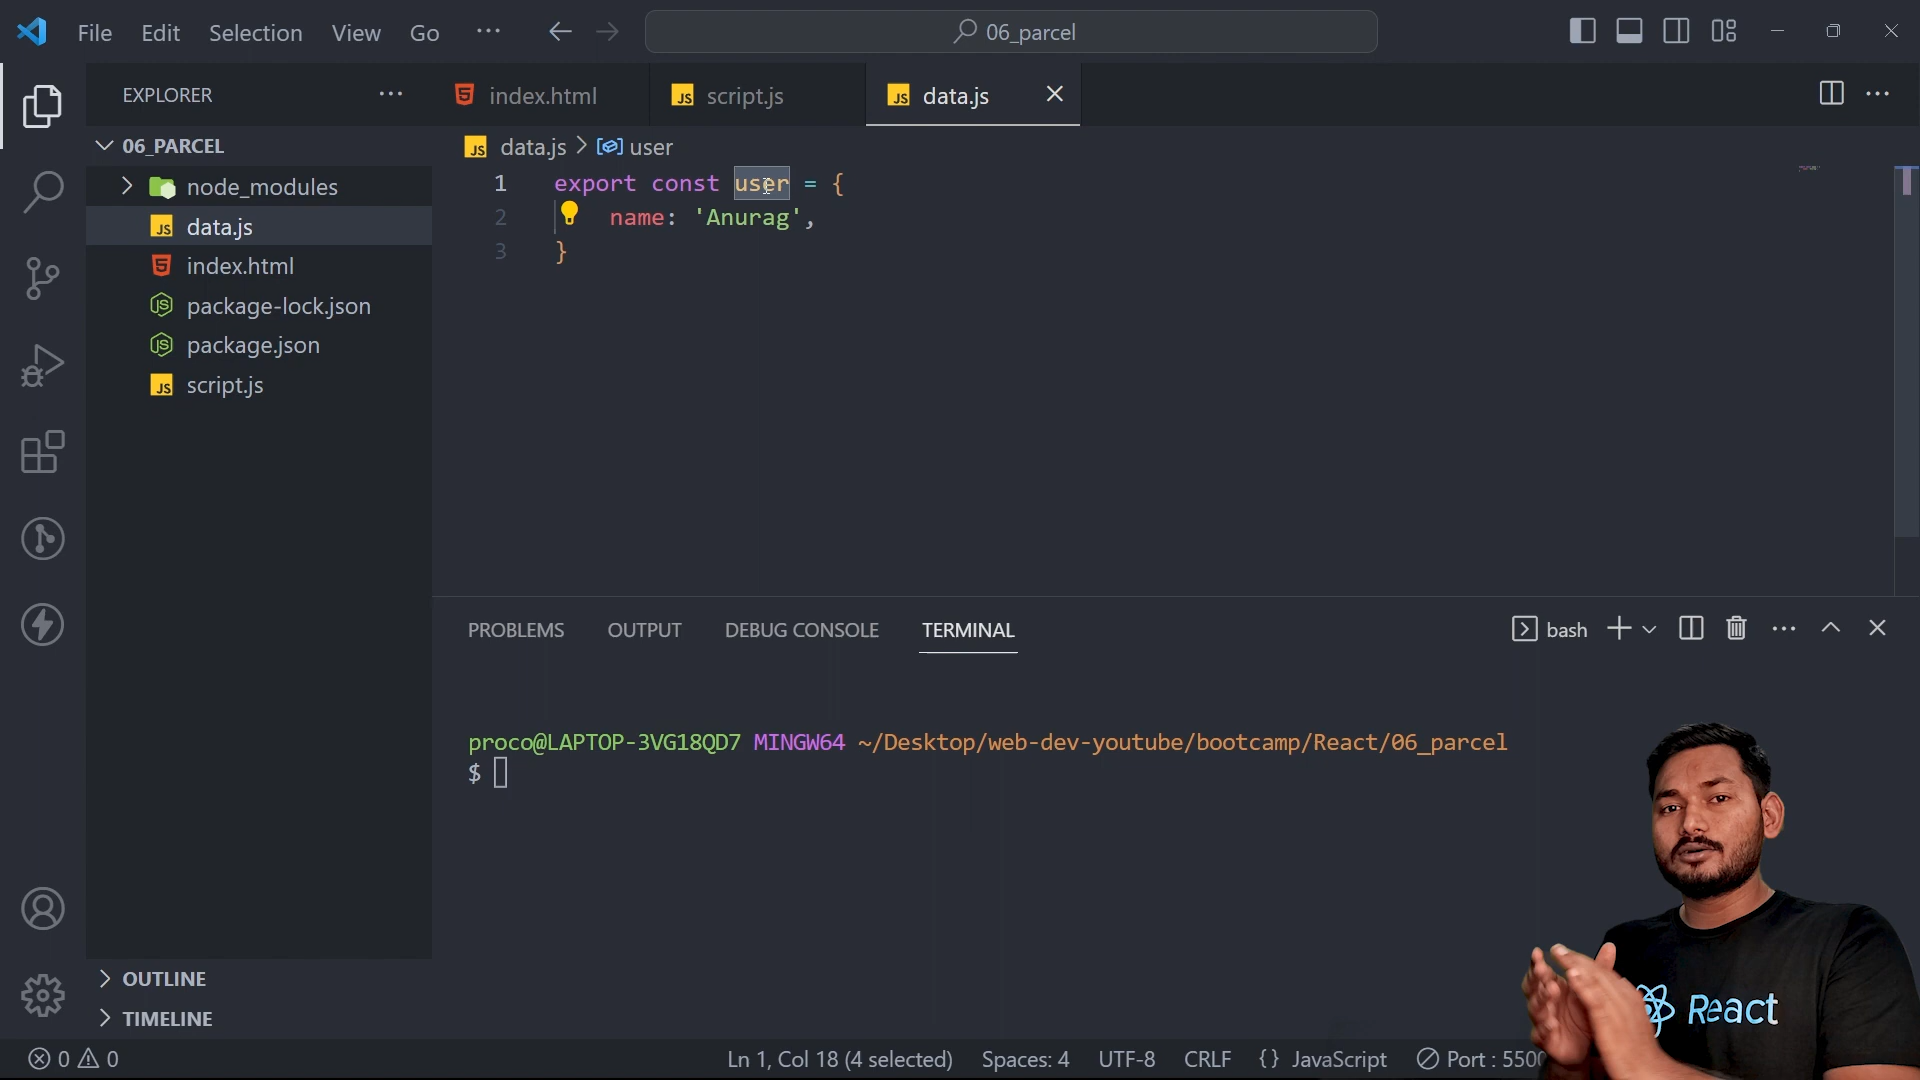 File Edit Selection View Go ... 06_parcel
EXPLORER ... index.html script.js data.js ...
06_PARCEL
data.js > user
node_modules
data.js
index.html
package-lock.json
package.json
script.js
1 export const user = {
2 name: 'Anurag',
3 }
PROBLEMS OUTPUT DEBUG CONSOLE TERMINAL bash ...
proco@LAPTOP-3VG18QD7 MINGW64 ~/Desktop/web-dev-youtube/bootcamp/React/06_parcel
$
OUTLINE
TIMELINE
React
0 0 Ln 1, Col 18 (4 selected) Spaces: 4 UTF-8 CRLF {} JavaScript Port : 5500